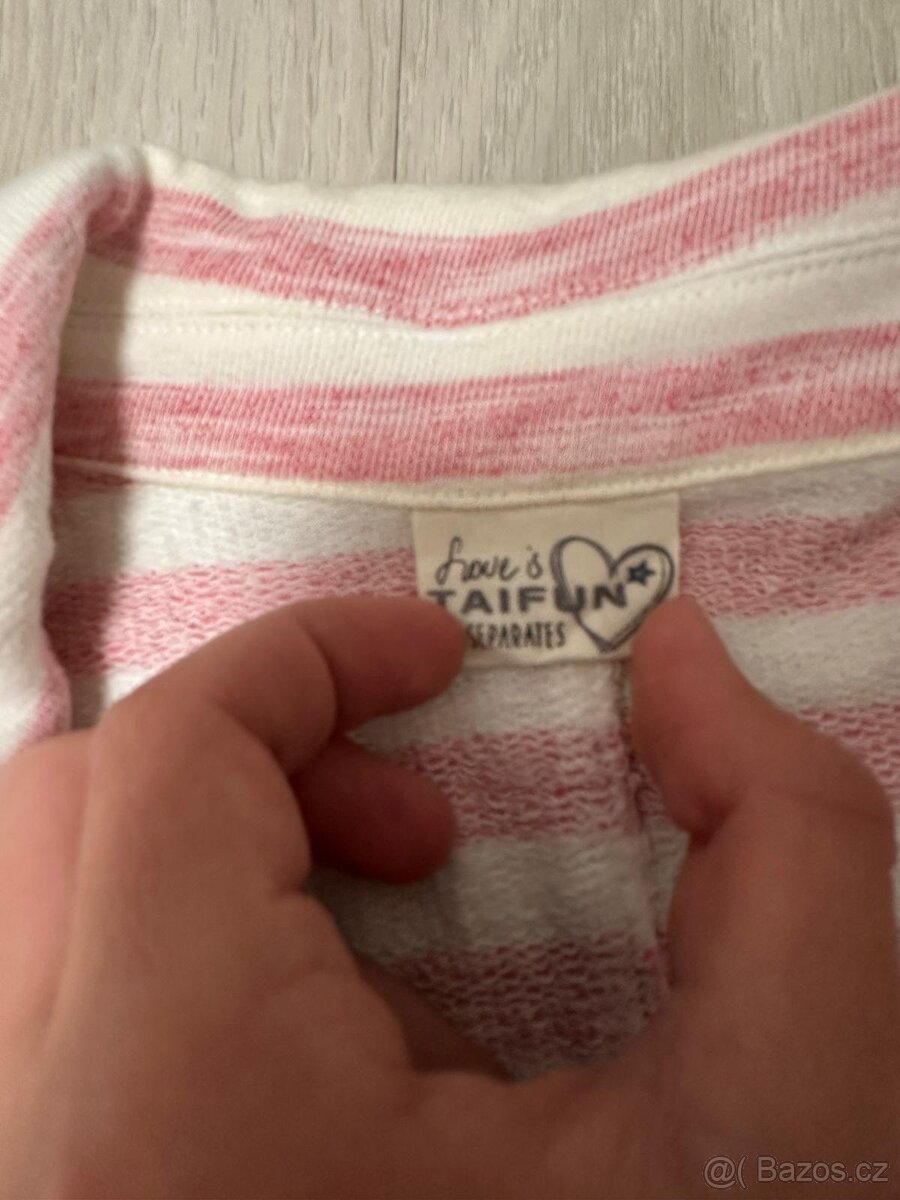 Love is
TAIFUN
SEPARATES
@( Bazos.cz